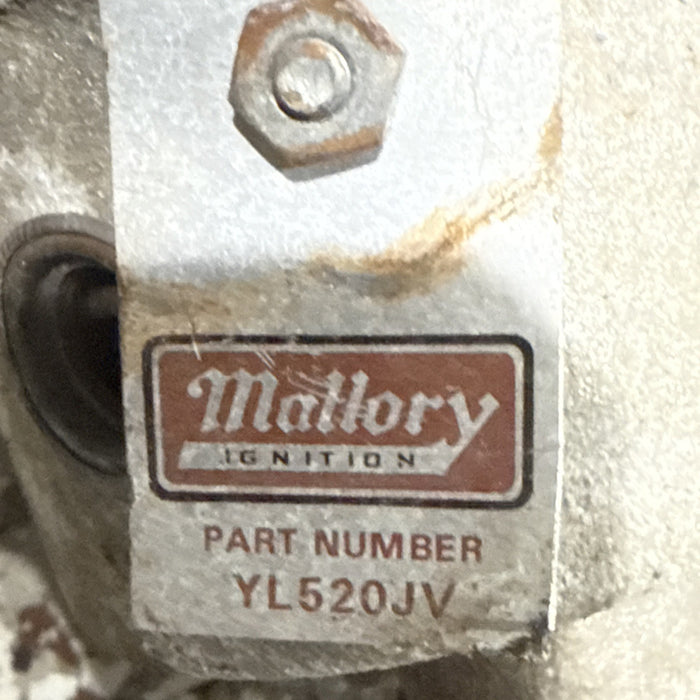 Mallory
IGNITION
PART NUMBER
YL520JV